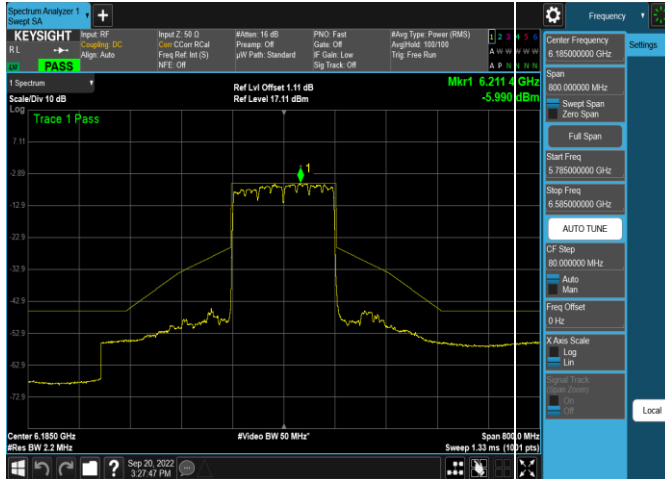 Spectrum Analyzer 1
Swept SA
KEYSIGHT
RL
PASS
Input: RF
Coupling: DC
Align: Auto
Input Z: 50 Ω
Corr CCorr RCal
Freq Ref: Int (S)
NFE: Off
#Atten: 16 dB
Preamp: Off
µW Path: Standard
PNO: Fast
Gate: Off
IF Gain: Low
Sig Track: Off
#Avg Type: Power (RMS)
Avg|Hold: 100/100
Trig: Free Run
1 2 3 4 5 6
A W W W W W
A P N N N N
1 Spectrum
Scale/Div 10 dB
Log
Ref Lvl Offset 1.11 dB
Ref Level 17.11 dBm
Mkr1 6.211 4 GHz
-5.990 dBm
Trace 1 Pass
1
7.11
-2.89
-12.9
-22.9
-32.9
-42.9
-52.9
-62.9
-72.9
Center 6.1850 GHz
#Res BW 2.2 MHz
#Video BW 50 MHz*
Span 800.0 MHz
Sweep 1.33 ms (1001 pts)
Sep 20, 2022
3:27:47 PM
Frequency
Settings
Center Frequency
6.185000000 GHz
Span
800.000000 MHz
Swept Span
Zero Span
Full Span
Start Freq
5.785000000 GHz
Stop Freq
6.585000000 GHz
AUTO TUNE
CF Step
80.000000 MHz
Auto
Man
Freq Offset
0 Hz
X Axis Scale
Log
Lin
Signal Track
(Span Zoom)
On
Off
Local